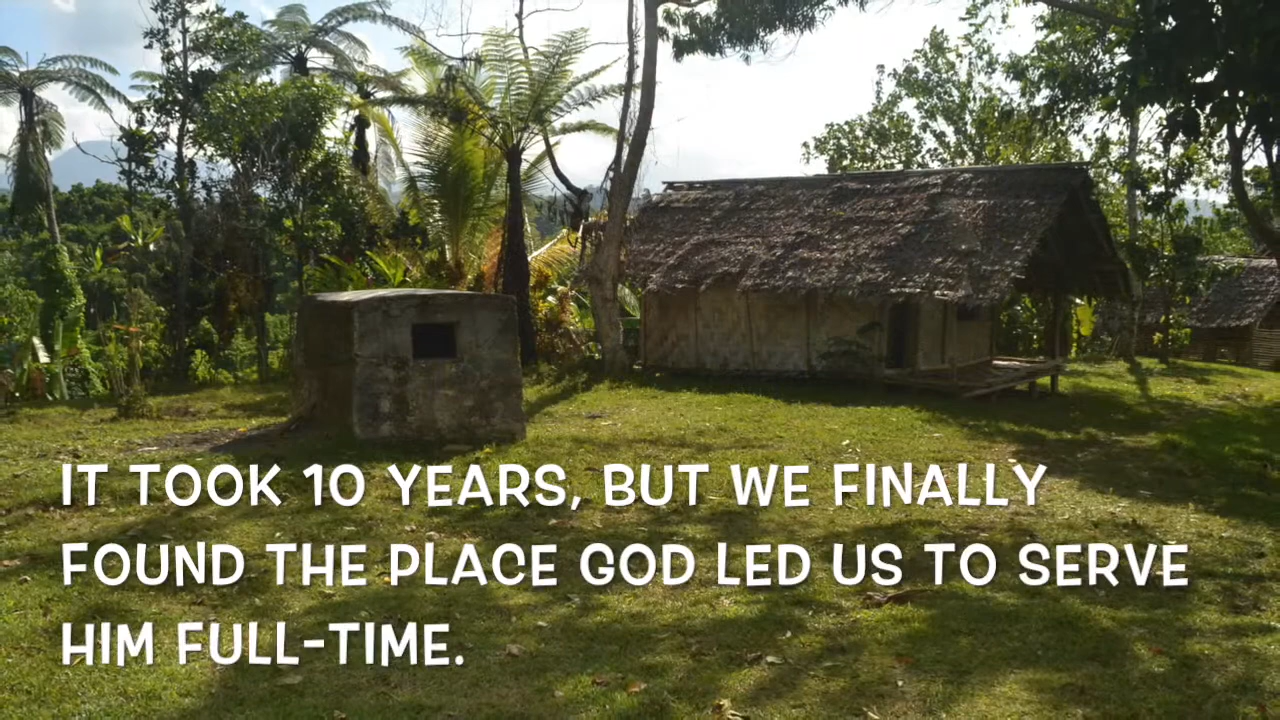 IT TOOK 10 YEARS, BUT WE FINALLY
FOUND THE PLACE GOD LED US TO SERVE
HIM FULL-TIME.